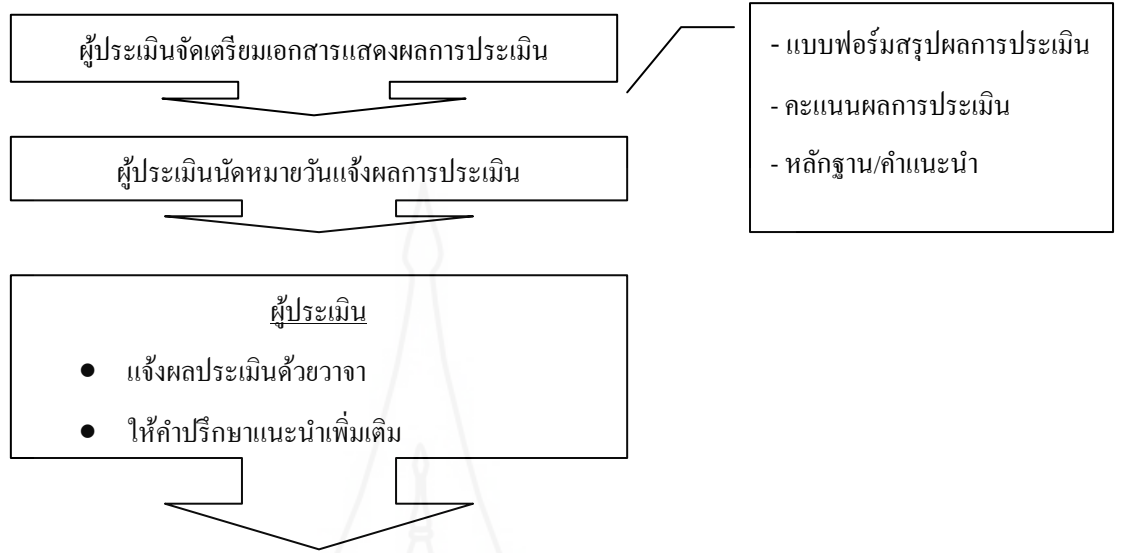 ผู้ประเมินจัดเตรียมเอกสารแสดงผลการประเมิน
- แบบฟอร์มสรุปผลการประเมิน
- คะแนนผลการประเมิน
- หลักฐาน/คำแนะนำ
ผู้ประเมินนัดหมายวันแจ้งผลการประเมิน
ผู้ประเมิน
● แจ้งผลประเมินด้วยวาจา
● ให้คำปรึกษาแนะนำเพิ่มเติม